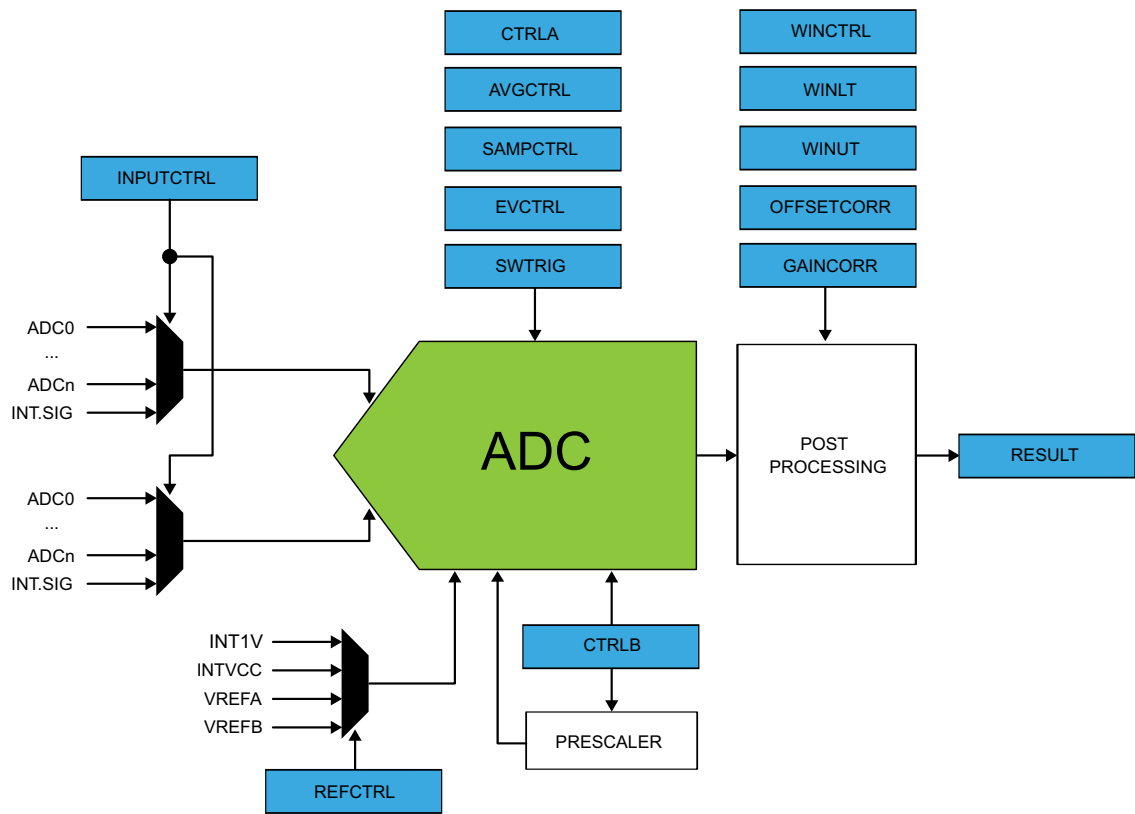 CTRLA
AVGCTRL
SAMPCTRL
EVCTRL
SWTRIG
WINCTRL
WINLT
WINUT
OFFSETCORR
GAINCORR
INPUTCTRL
ADC0
...
ADCn
INT.SIG
ADC0
...
ADCn
INT.SIG
ADC
POST
PROCESSING
RESULT
INT1V
INTVCC
VREFA
VREFB
CTRLB
PRESCALER
REFCTRL